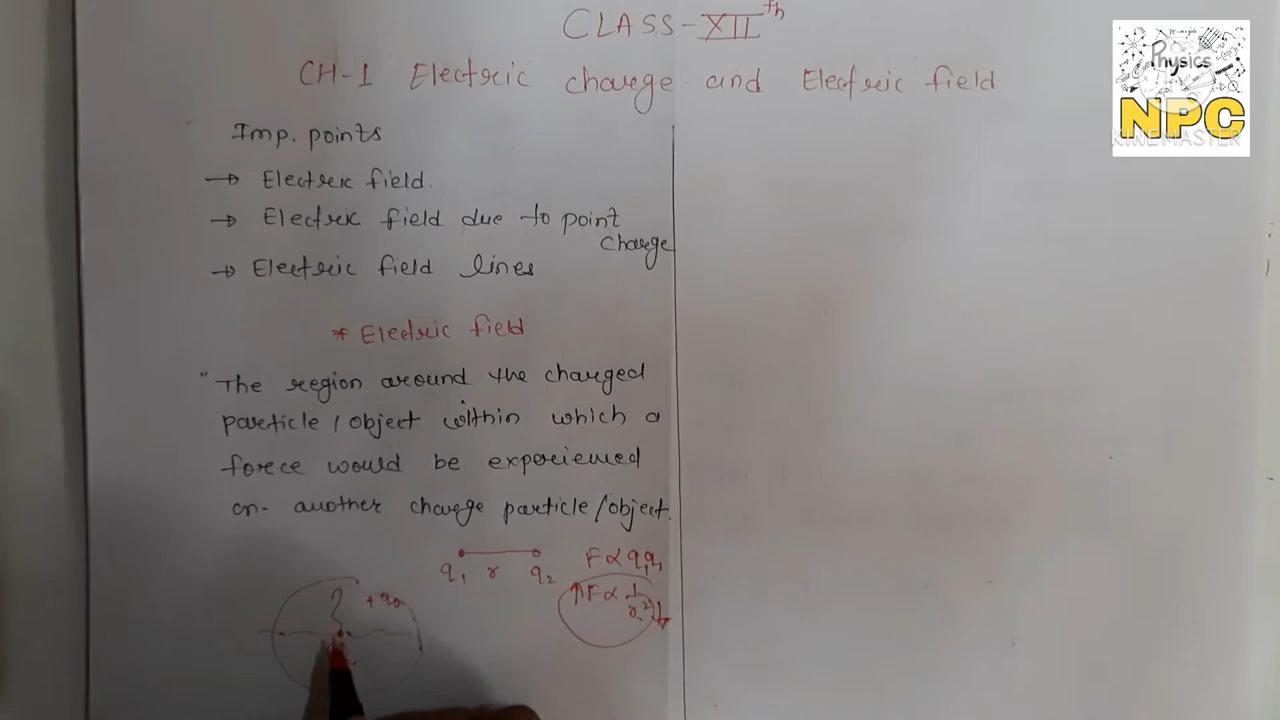 CLASS-XIIth
CH-1 Electric charge and Electric field
Physics
NPC
KINEMASTER
Imp. points
→ Electric field.
→ Electric field due to point
charge
→ Electric field lines
* Electric field
"The region around the charged
particle / object within which a
force would be experienced
on- another charge particle/object.
q₁ r q₂
F ∝ q₁q₂
↑F ∝ 1/r²↓